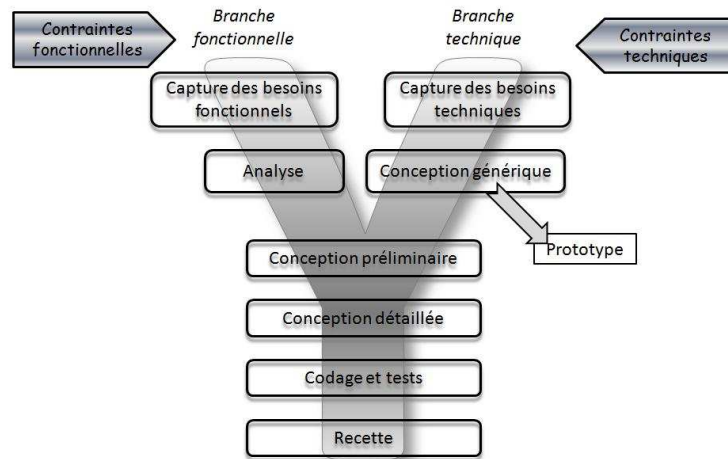 Contraintes
fonctionnelles
Branche
fonctionnelle
Branche
technique
Contraintes
techniques
Capture des besoins
fonctionnels
Capture des besoins
techniques
Analyse
Conception générique
Prototype
Conception préliminaire
Conception détaillée
Codage et tests
Recette